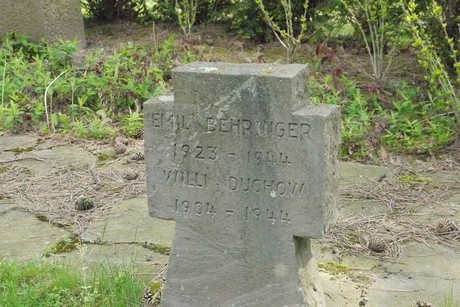 EMIL BEHRINGER
1923 - 1944
WILLI DUCHOW
1904 - 1944